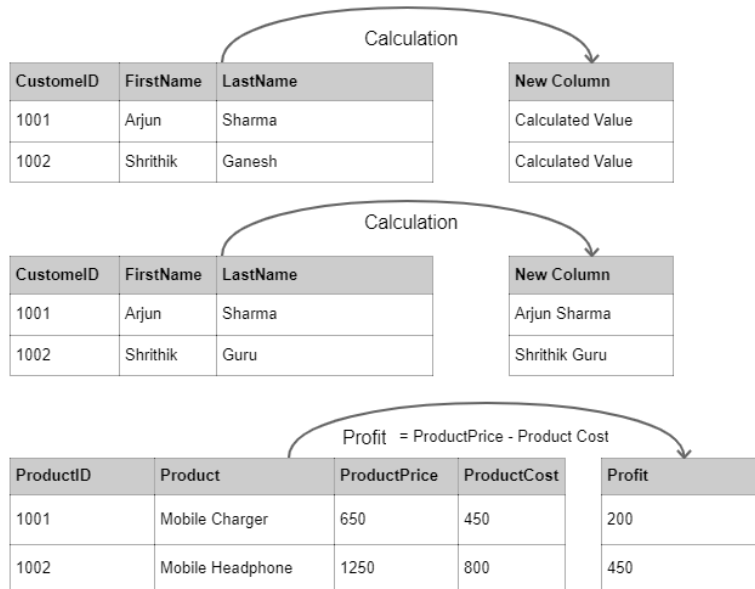 Calculation
CustomeID FirstName LastName New Column
1001 Arjun Sharma Calculated Value
1002 Shrithik Ganesh Calculated Value
Calculation
CustomeID FirstName LastName New Column
1001 Arjun Sharma Arjun Sharma
1002 Shrithik Guru Shrithik Guru
Profit = ProductPrice - Product Cost
ProductID Product ProductPrice ProductCost Profit
1001 Mobile Charger 650 450 200
1002 Mobile Headphone 1250 800 450